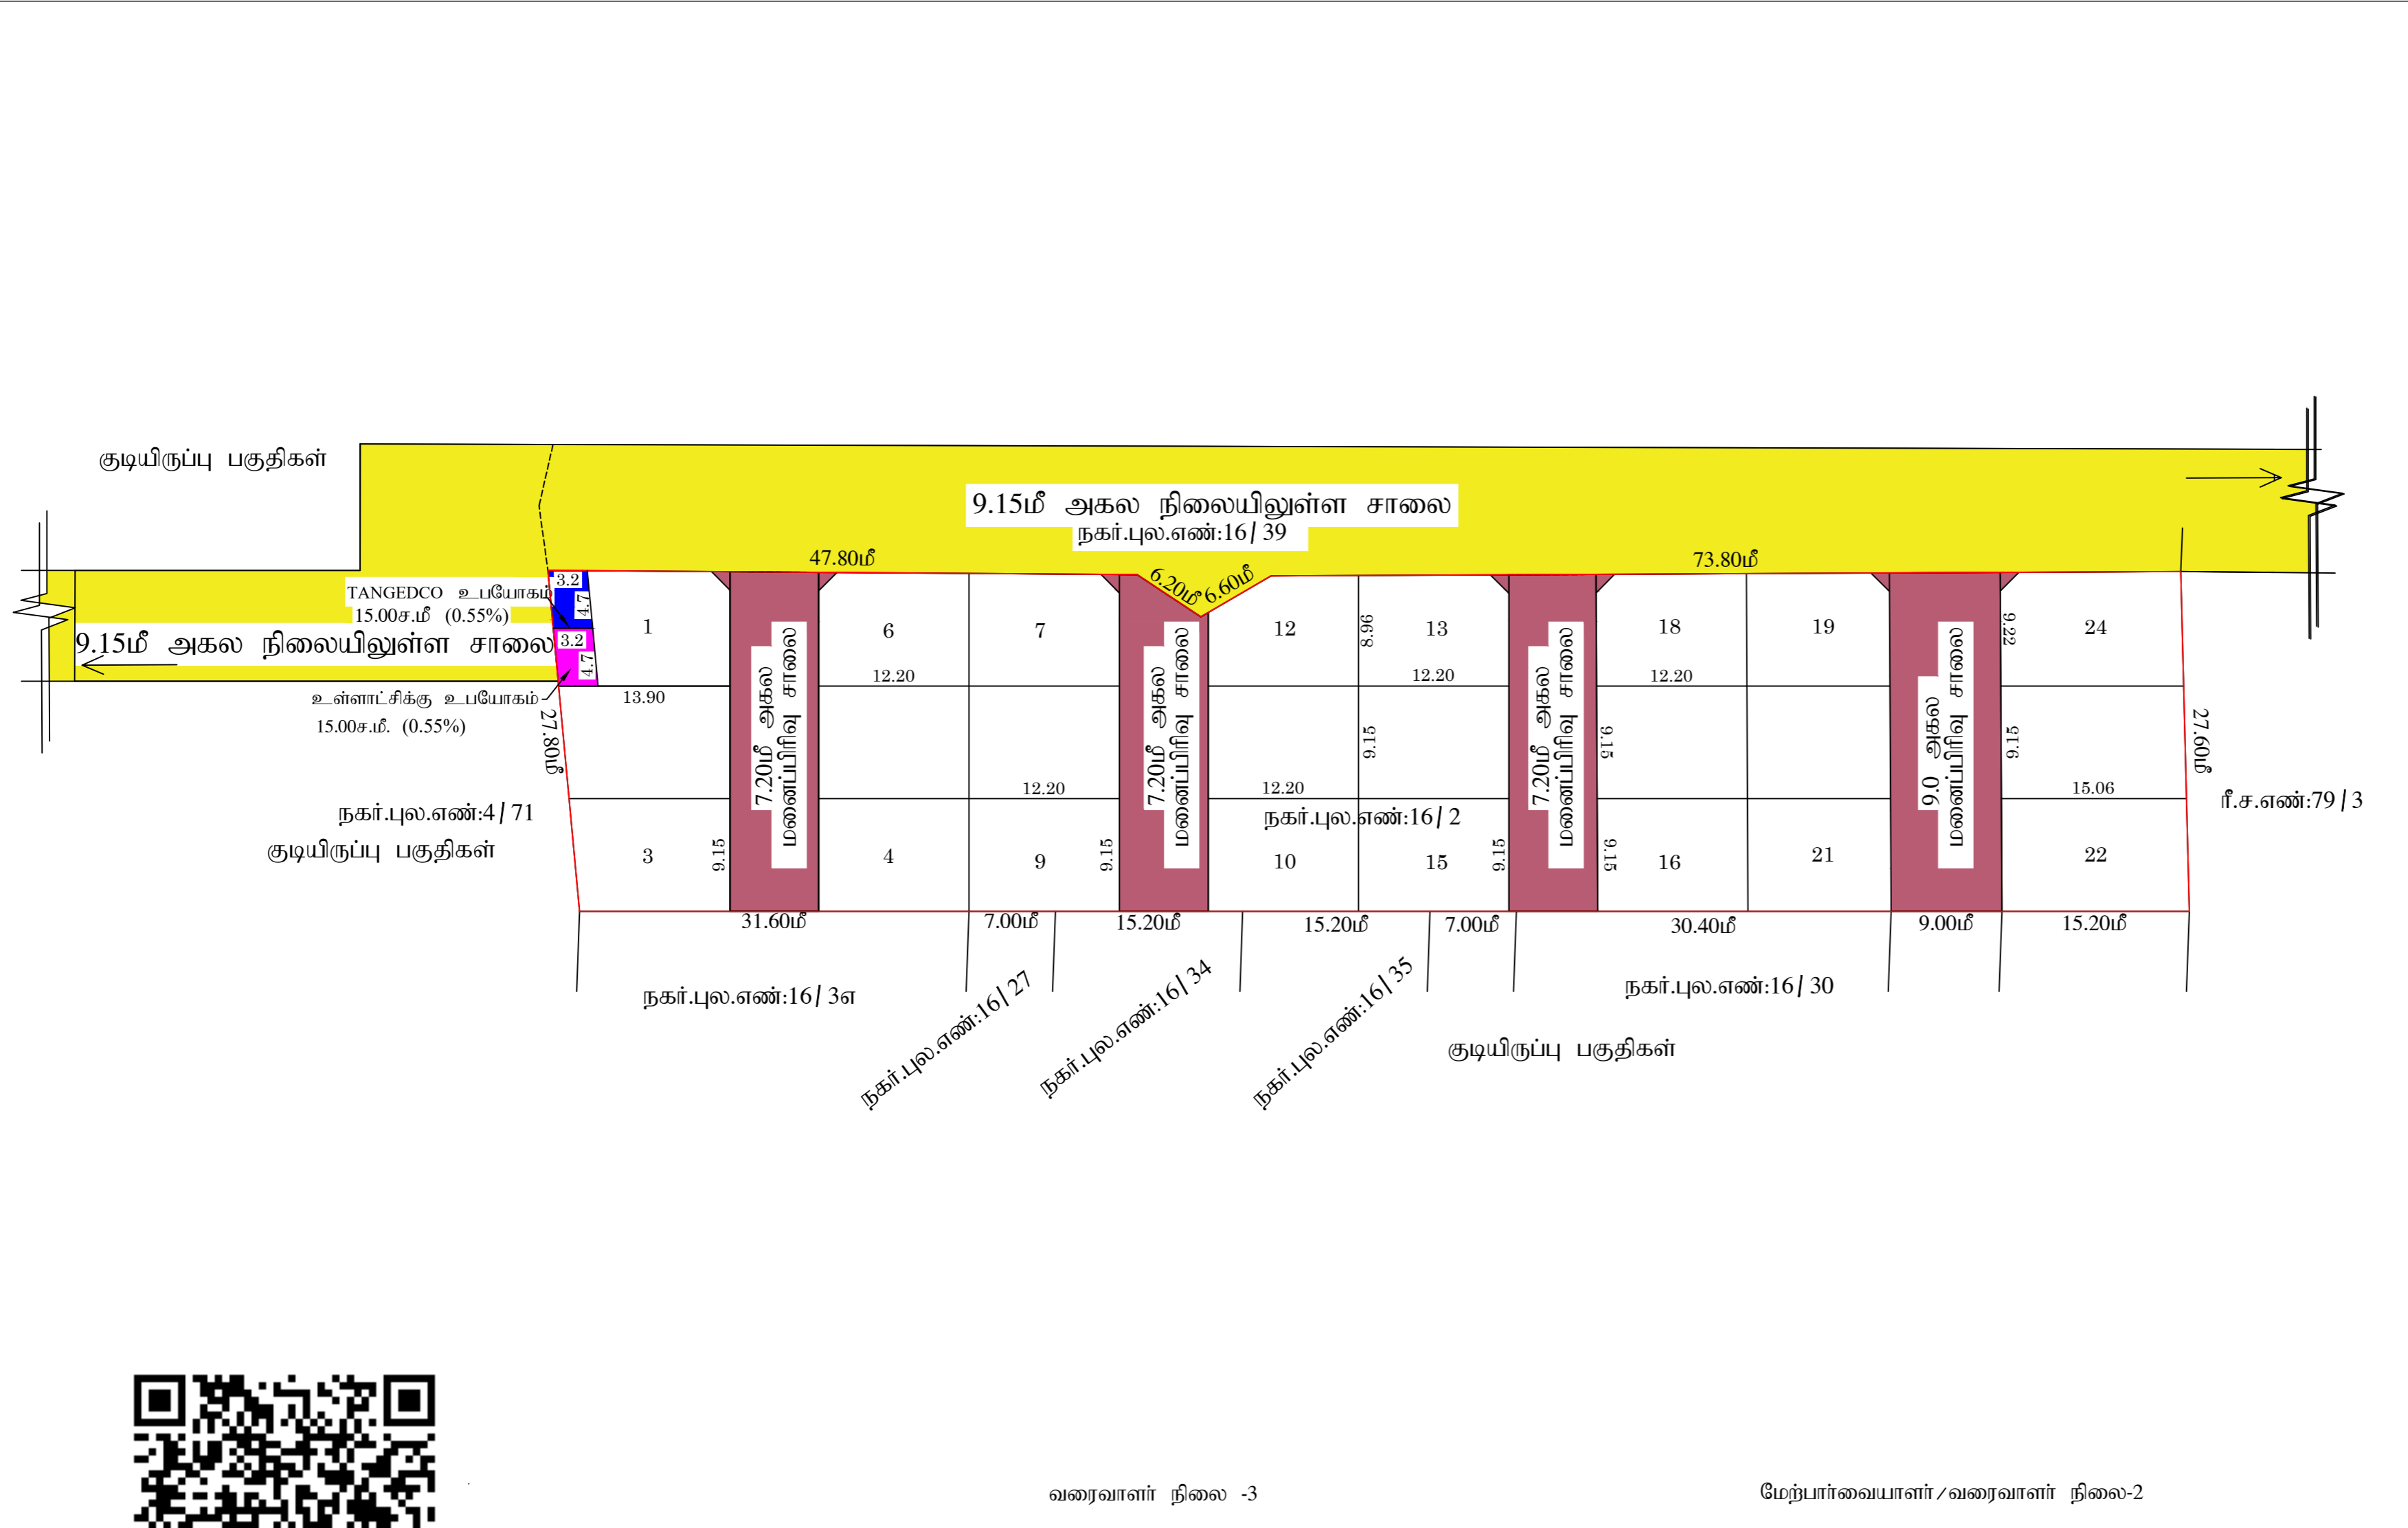 குடியிருப்பு பகுதிகள்
9.15மீ அகல நிலையிலுள்ள சாலை
நகர்.புல.எண்:16/39
47.80மீ
73.80மீ
6.20மீ
6.60மீ
TANGEDCO உபயோகம்
15.00ச.மீ (0.55%)
3.2
4.7
3.2
4.7
9.15மீ அகல நிலையிலுள்ள சாலை
உள்ளாட்சிக்கு உபயோகம்
15.00ச.மீ. (0.55%)
27.80மீ
1
6
7
12
8.96
13
18
19
9.22
24
13.90
12.20
12.20
12.20
7.20மீ அகல
மனைப்பிரிவு சாலை
7.20மீ அகல
மனைப்பிரிவு சாலை
7.20மீ அகல
மனைப்பிரிவு சாலை
9.0 அகல
மனைப்பிரிவு சாலை
9.15
9.15
9.15
27.60மீ
12.20
12.20
15.06
நகர்.புல.எண்:4/71
குடியிருப்பு பகுதிகள்
நகர்.புல.எண்:16/2
ரீ.ச.எண்:79/3
3
9.15
4
9
9.15
10
15
9.15
9.15
16
21
22
31.60மீ
7.00மீ
15.20மீ
15.20மீ
7.00மீ
30.40மீ
9.00மீ
15.20மீ
நகர்.புல.எண்:16/3எ
நகர்.புல.எண்:16/27
நகர்.புல.எண்:16/34
நகர்.புல.எண்:16/35
நகர்.புல.எண்:16/30
குடியிருப்பு பகுதிகள்
வரைவாளர் நிலை -3
மேற்பார்வையாளர்/வரைவாளர் நிலை-2